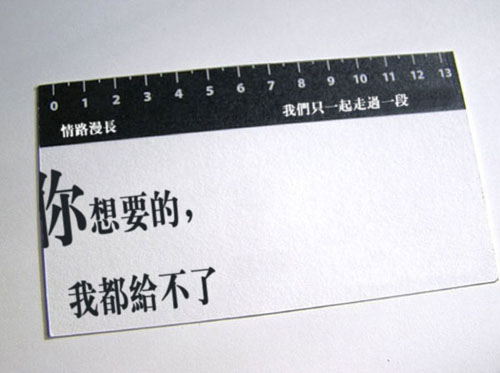 0 1 2 3 4 5 6 7 8 9 10 11 12 13
情路漫長 我們只一起走過一段
你想要的，
我都給不了